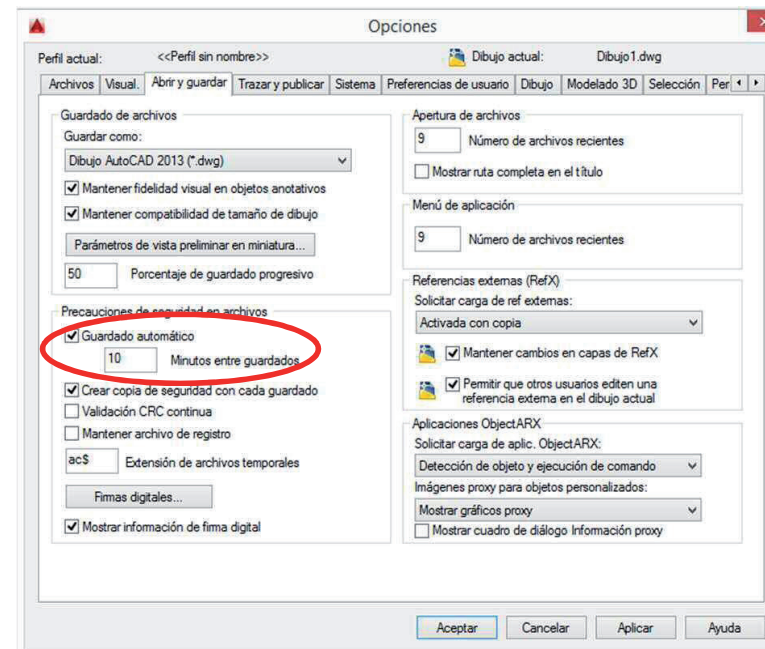 Opciones
Perfil actual: <<Perfil sin nombre>> Dibujo actual: Dibujo1.dwg
Archivos Visual. Abrir y guardar Trazar y publicar Sistema Preferencias de usuario Dibujo Modelado 3D Selección Per
Guardado de archivos
Guardar como:
Dibujo AutoCAD 2013 (*.dwg)
Mantener fidelidad visual en objetos anotativos
Mantener compatibilidad de tamaño de dibujo
Parámetros de vista preliminar en miniatura...
50 Porcentaje de guardado progresivo
Precauciones de seguridad en archivos
Guardado automático
10 Minutos entre guardados
Crear copia de seguridad con cada guardado
Validación CRC continua
Mantener archivo de registro
ac$ Extensión de archivos temporales
Firmas digitales...
Mostrar información de firma digital
Apertura de archivos
9 Número de archivos recientes
Mostrar ruta completa en el título
Menú de aplicación
9 Número de archivos recientes
Referencias externas (RefX)
Solicitar carga de ref externas:
Activada con copia
Mantener cambios en capas de RefX
Permitir que otros usuarios editen una
referencia externa en el dibujo actual
Aplicaciones ObjectARX
Solicitar carga de aplic. ObjectARX:
Detección de objeto y ejecución de comando
Imágenes proxy para objetos personalizados:
Mostrar gráficos proxy
Mostrar cuadro de diálogo Información proxy
Aceptar Cancelar Aplicar Ayuda